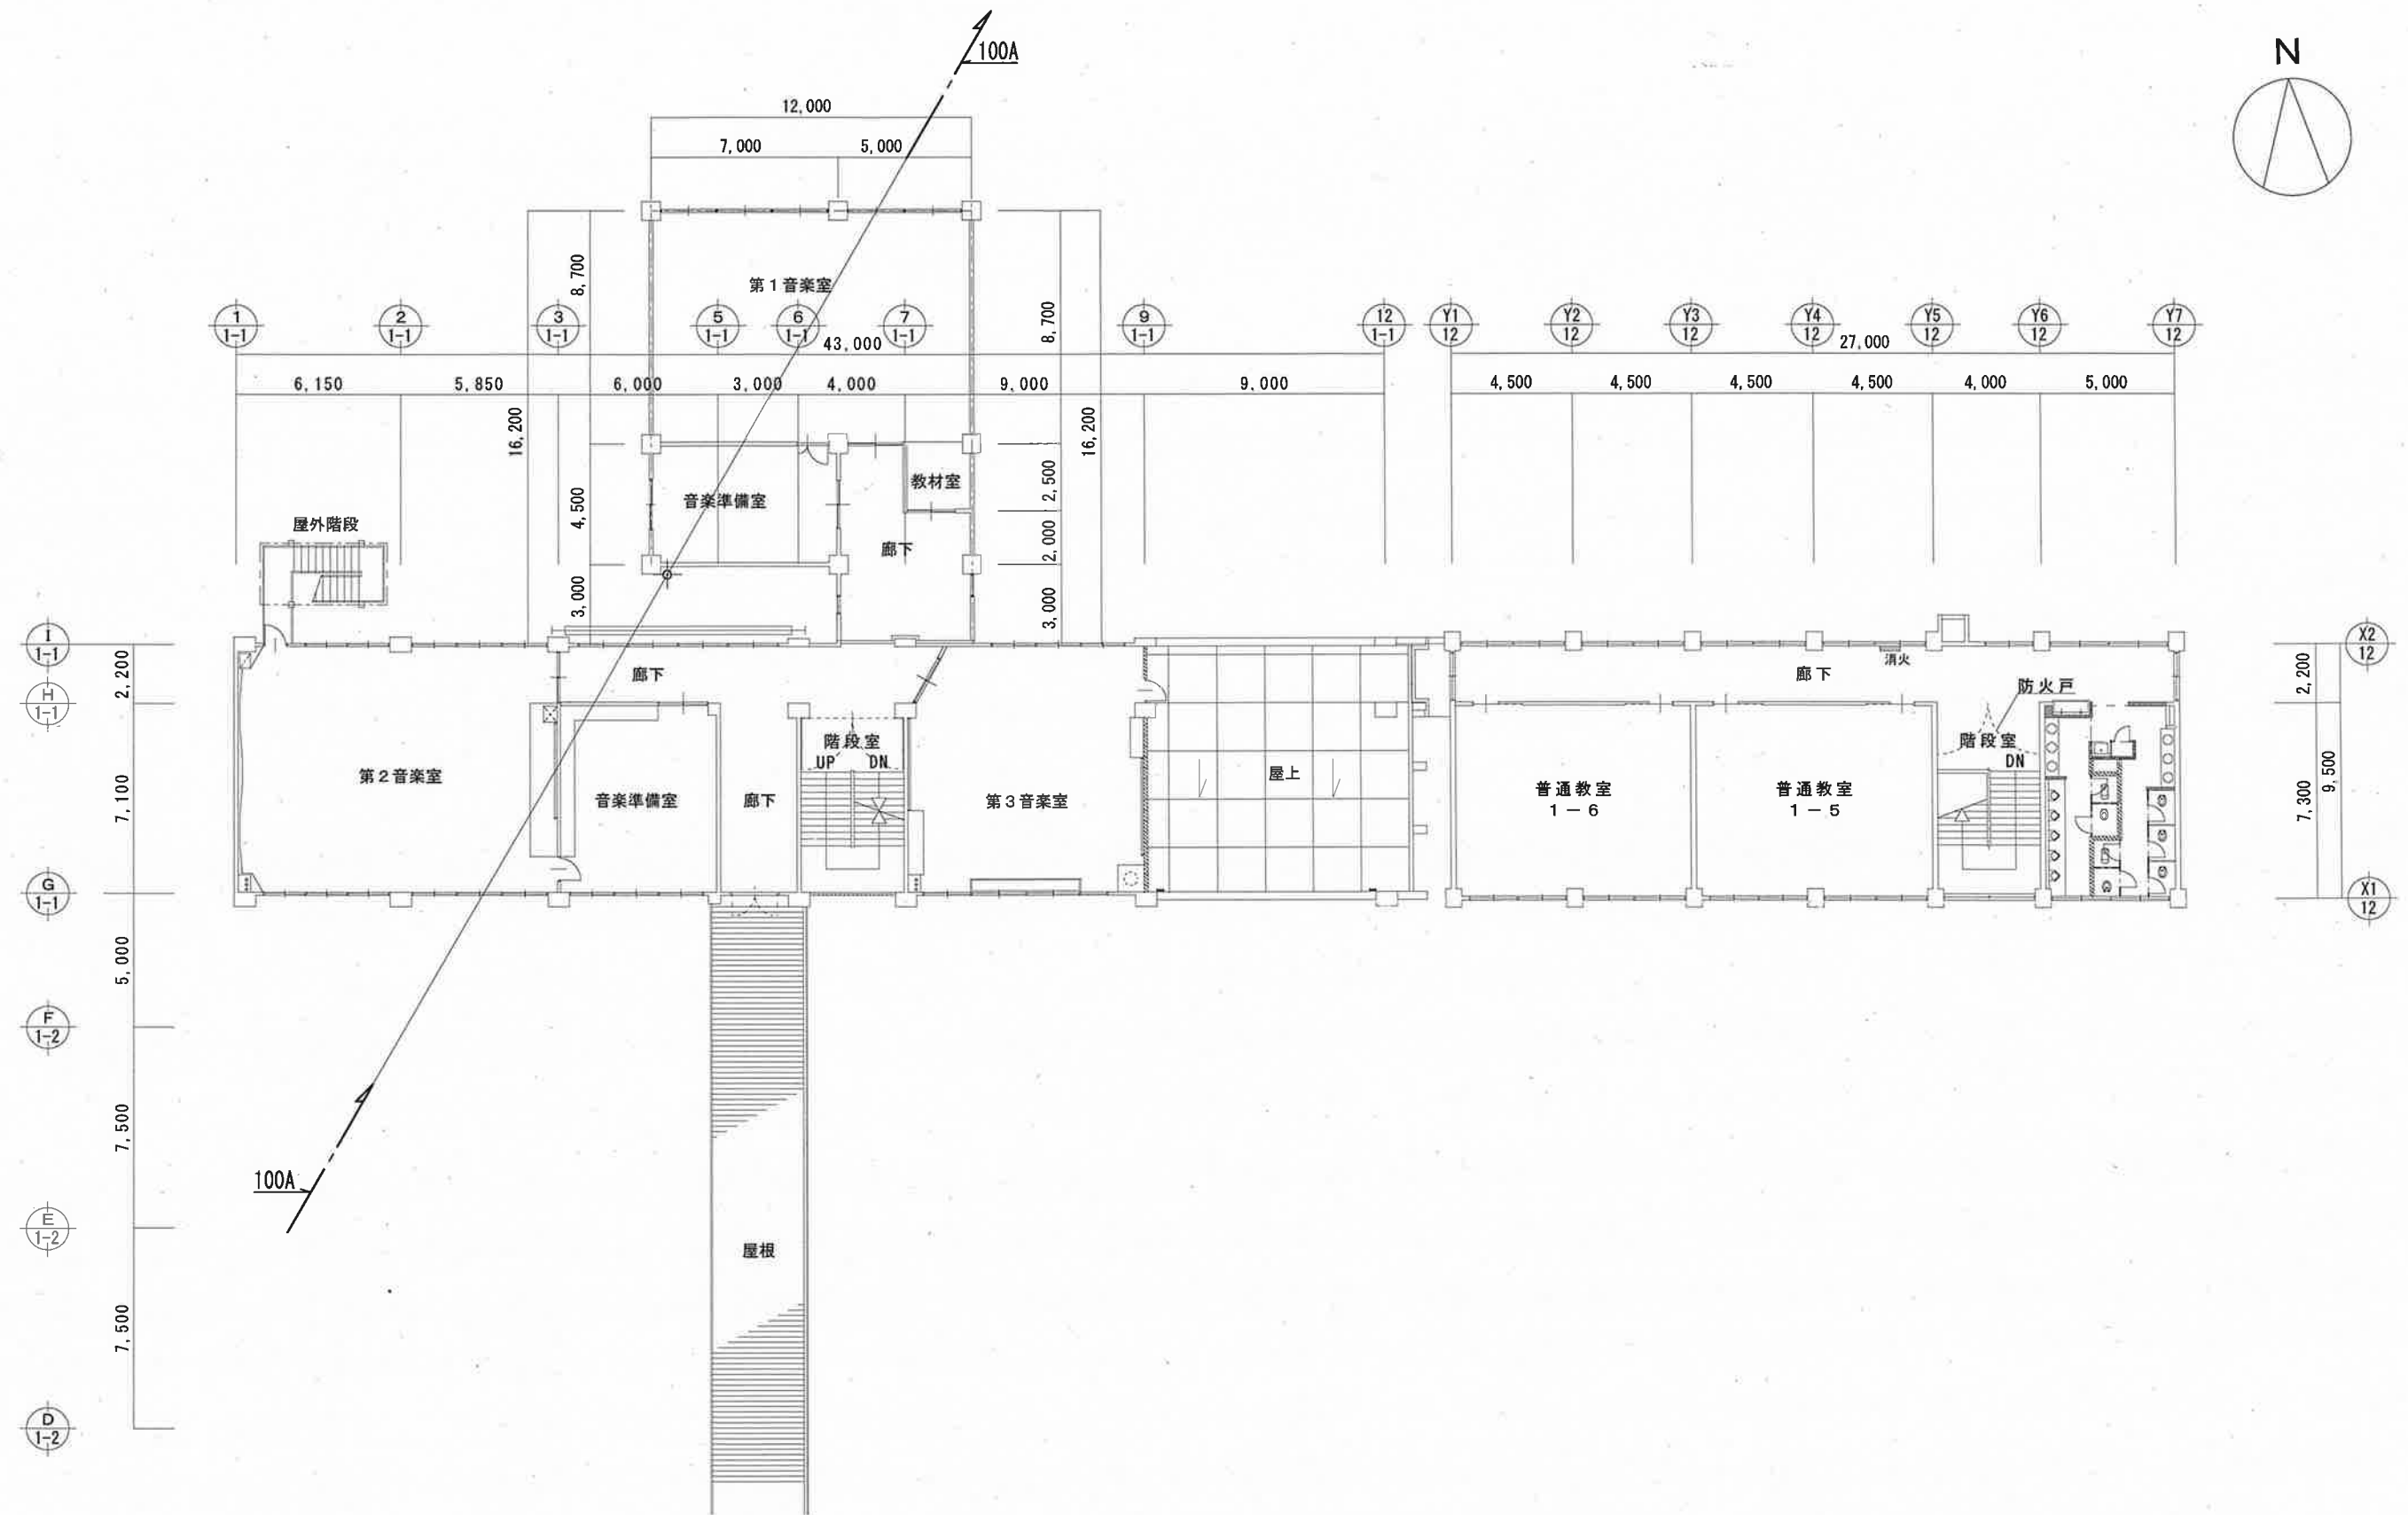 100A
N
12,000
7,000
5,000
8,700
第1音楽室
8,700
1
1-1
2
1-1
3
1-1
5
1-1
6
1-1
7
1-1
9
1-1
12
1-1
Y1
12
Y2
12
Y3
12
Y4
12
Y5
12
Y6
12
Y7
12
43,000
27,000
6,150
5,850
6,000
3,000
4,000
9,000
9,000
4,500
4,500
4,500
4,500
4,000
5,000
16,200
16,200
教材室
2,500
音楽準備室
4,500
屋外階段
廊下
2,000
3,000
3,000
I
1-1
X2
12
2,200
廊下
廊下
消火
2,200
防火戸
H
1-1
階段室
UP
DN
階段室
DN
第2音楽室
屋上
7,100
音楽準備室
廊下
第3音楽室
普通教室
1-6
普通教室
1-5
7,300
9,500
G
1-1
X1
12
5,000
F
1-2
7,500
100A
E
1-2
屋根
7,500
D
1-2